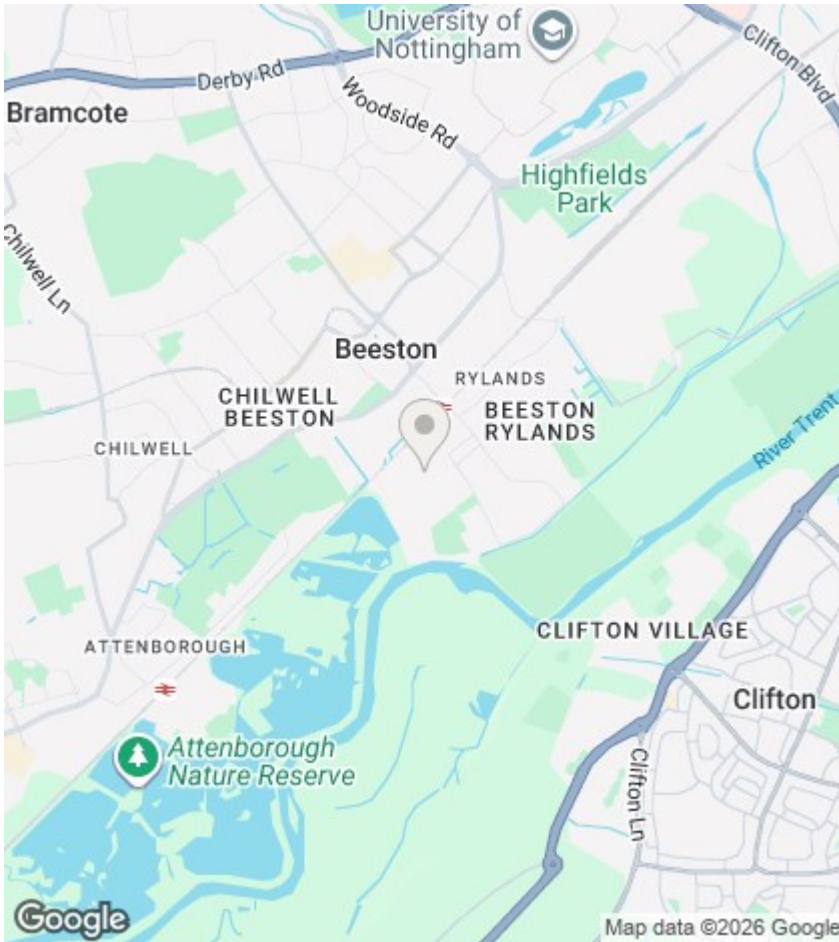 University of
Nottingham
Derby Rd
Clifton Blvd
Bramcote
Woodside Rd
Highfields
Park
Chilwell Ln
Beeston
RYLANDS
CHILWELL
BEESTON
BEESTON
RYLANDS
CHILWELL
River Trent
CLIFTON VILLAGE
ATTENBOROUGH
Clifton
Attenborough
Nature Reserve
Clifton Ln
Google
Map data ©2026 Google